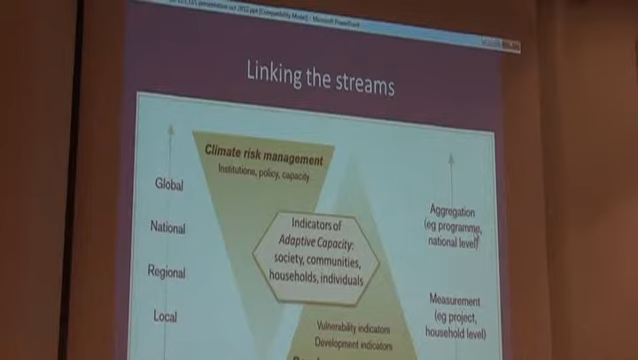 Linking the streams
Climate risk management
Institutions, policy, capacity
Global
National
Regional
Local
Indicators of
Adaptive Capacity:
society, communities,
households, individuals
Vulnerability indicators
Development indicators
Aggregation
(eg programme,
national level)
Measurement
(eg project,
household level)